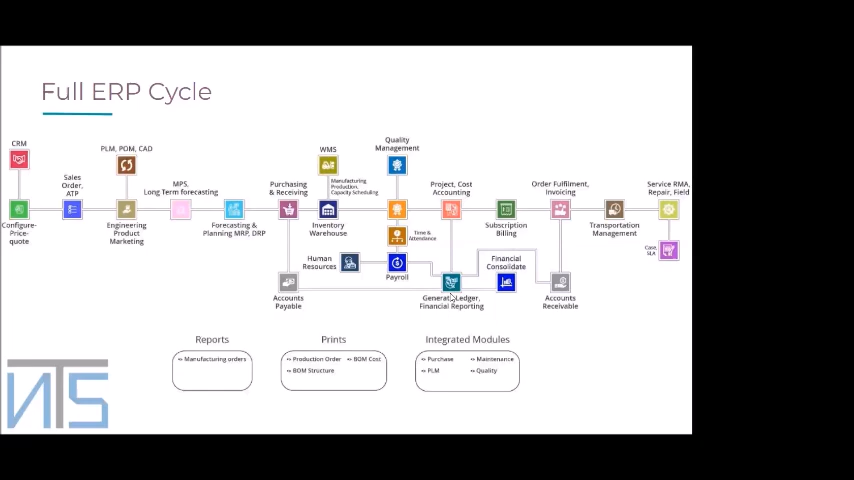 Full ERP Cycle
CRM
PLM, POM, CAD
WMS
Quality
Management
Sales
Order,
ATP
MPS,
Long Term forecasting
Purchasing
& Receiving
Manufacturing
Production,
Capacity Scheduling
Project, Cost
Accounting
Order Fulfilment,
Invoicing
Service RMA,
Repair, Field
Configure-
Price-
quote
Engineering
Product
Marketing
Forecasting &
Planning MRP, DRP
Inventory
Warehouse
Time &
Attendance
Subscription
Billing
Transportation
Management
Case,
SLA
Human
Resources
Payroll
Financial
Consolidate
Accounts
Payable
General Ledger,
Financial Reporting
Accounts
Receivable
Reports
Manufacturing orders
Prints
Production Order
BOM Cost
BOM Structure
Integrated Modules
Purchase
Maintenance
PLM
Quality
NTS